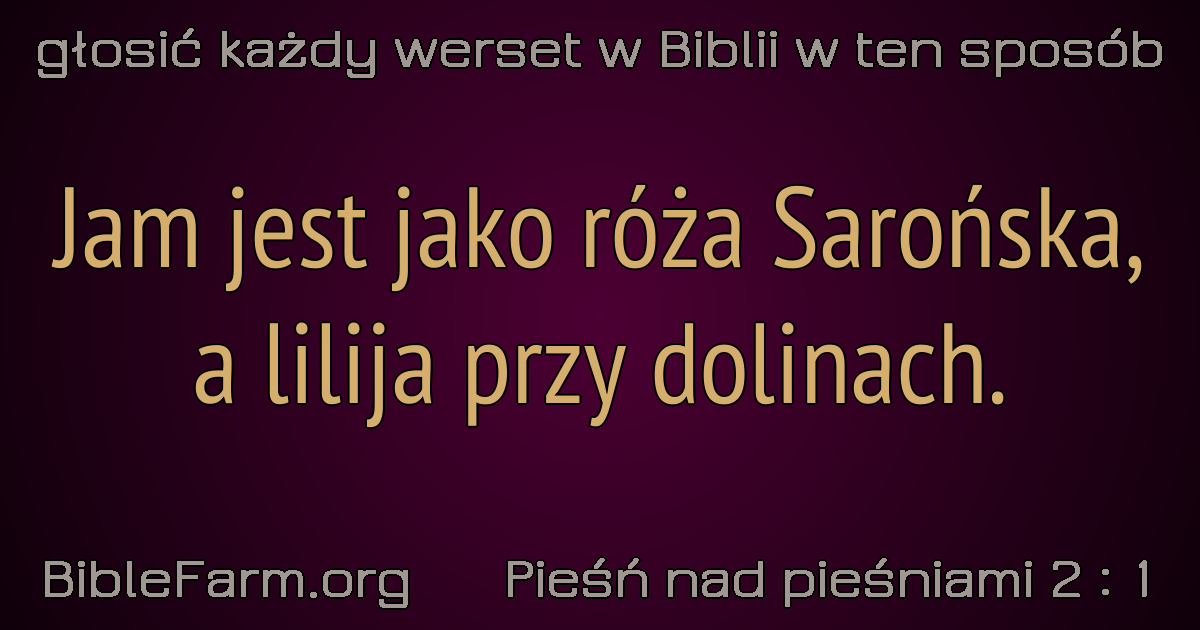 głosić każdy werset w Biblii w ten sposób
Jam jest jako róża Sarońska,
a lilija przy dolinach.
BibleFarm.org
Pieśń nad pieśniami 2 : 1